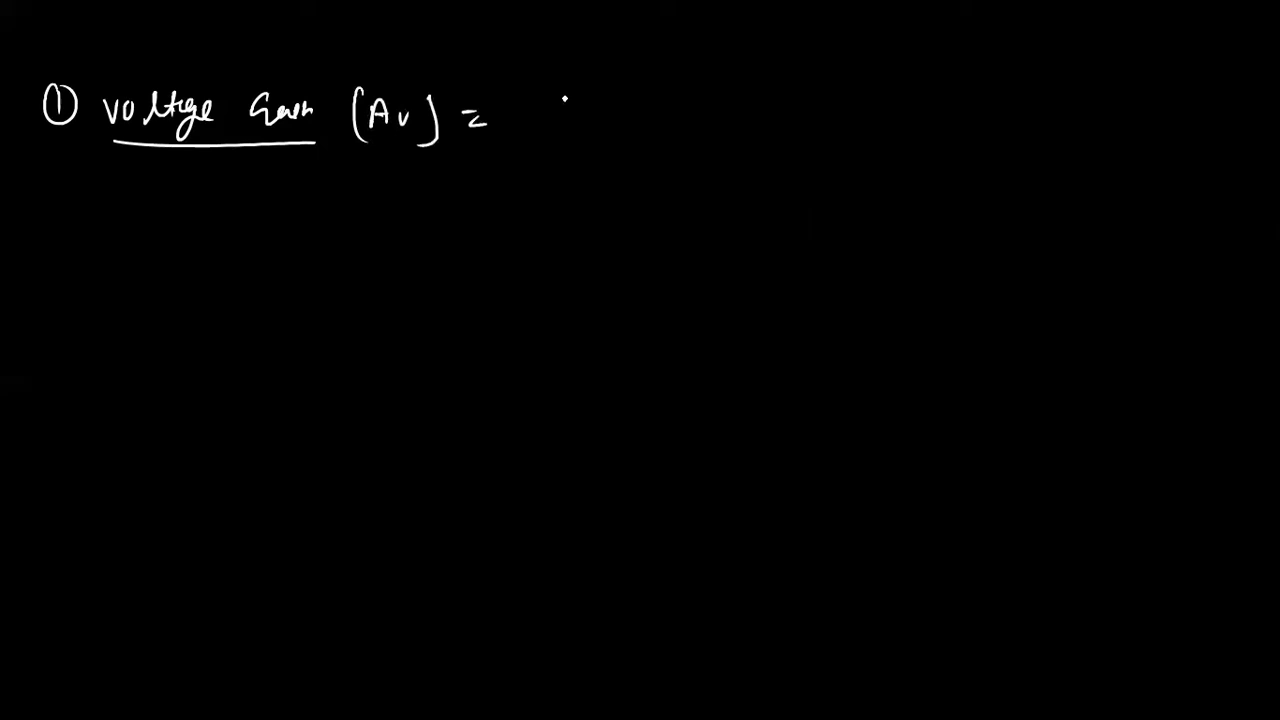 ① Voltage Gain (Av) =